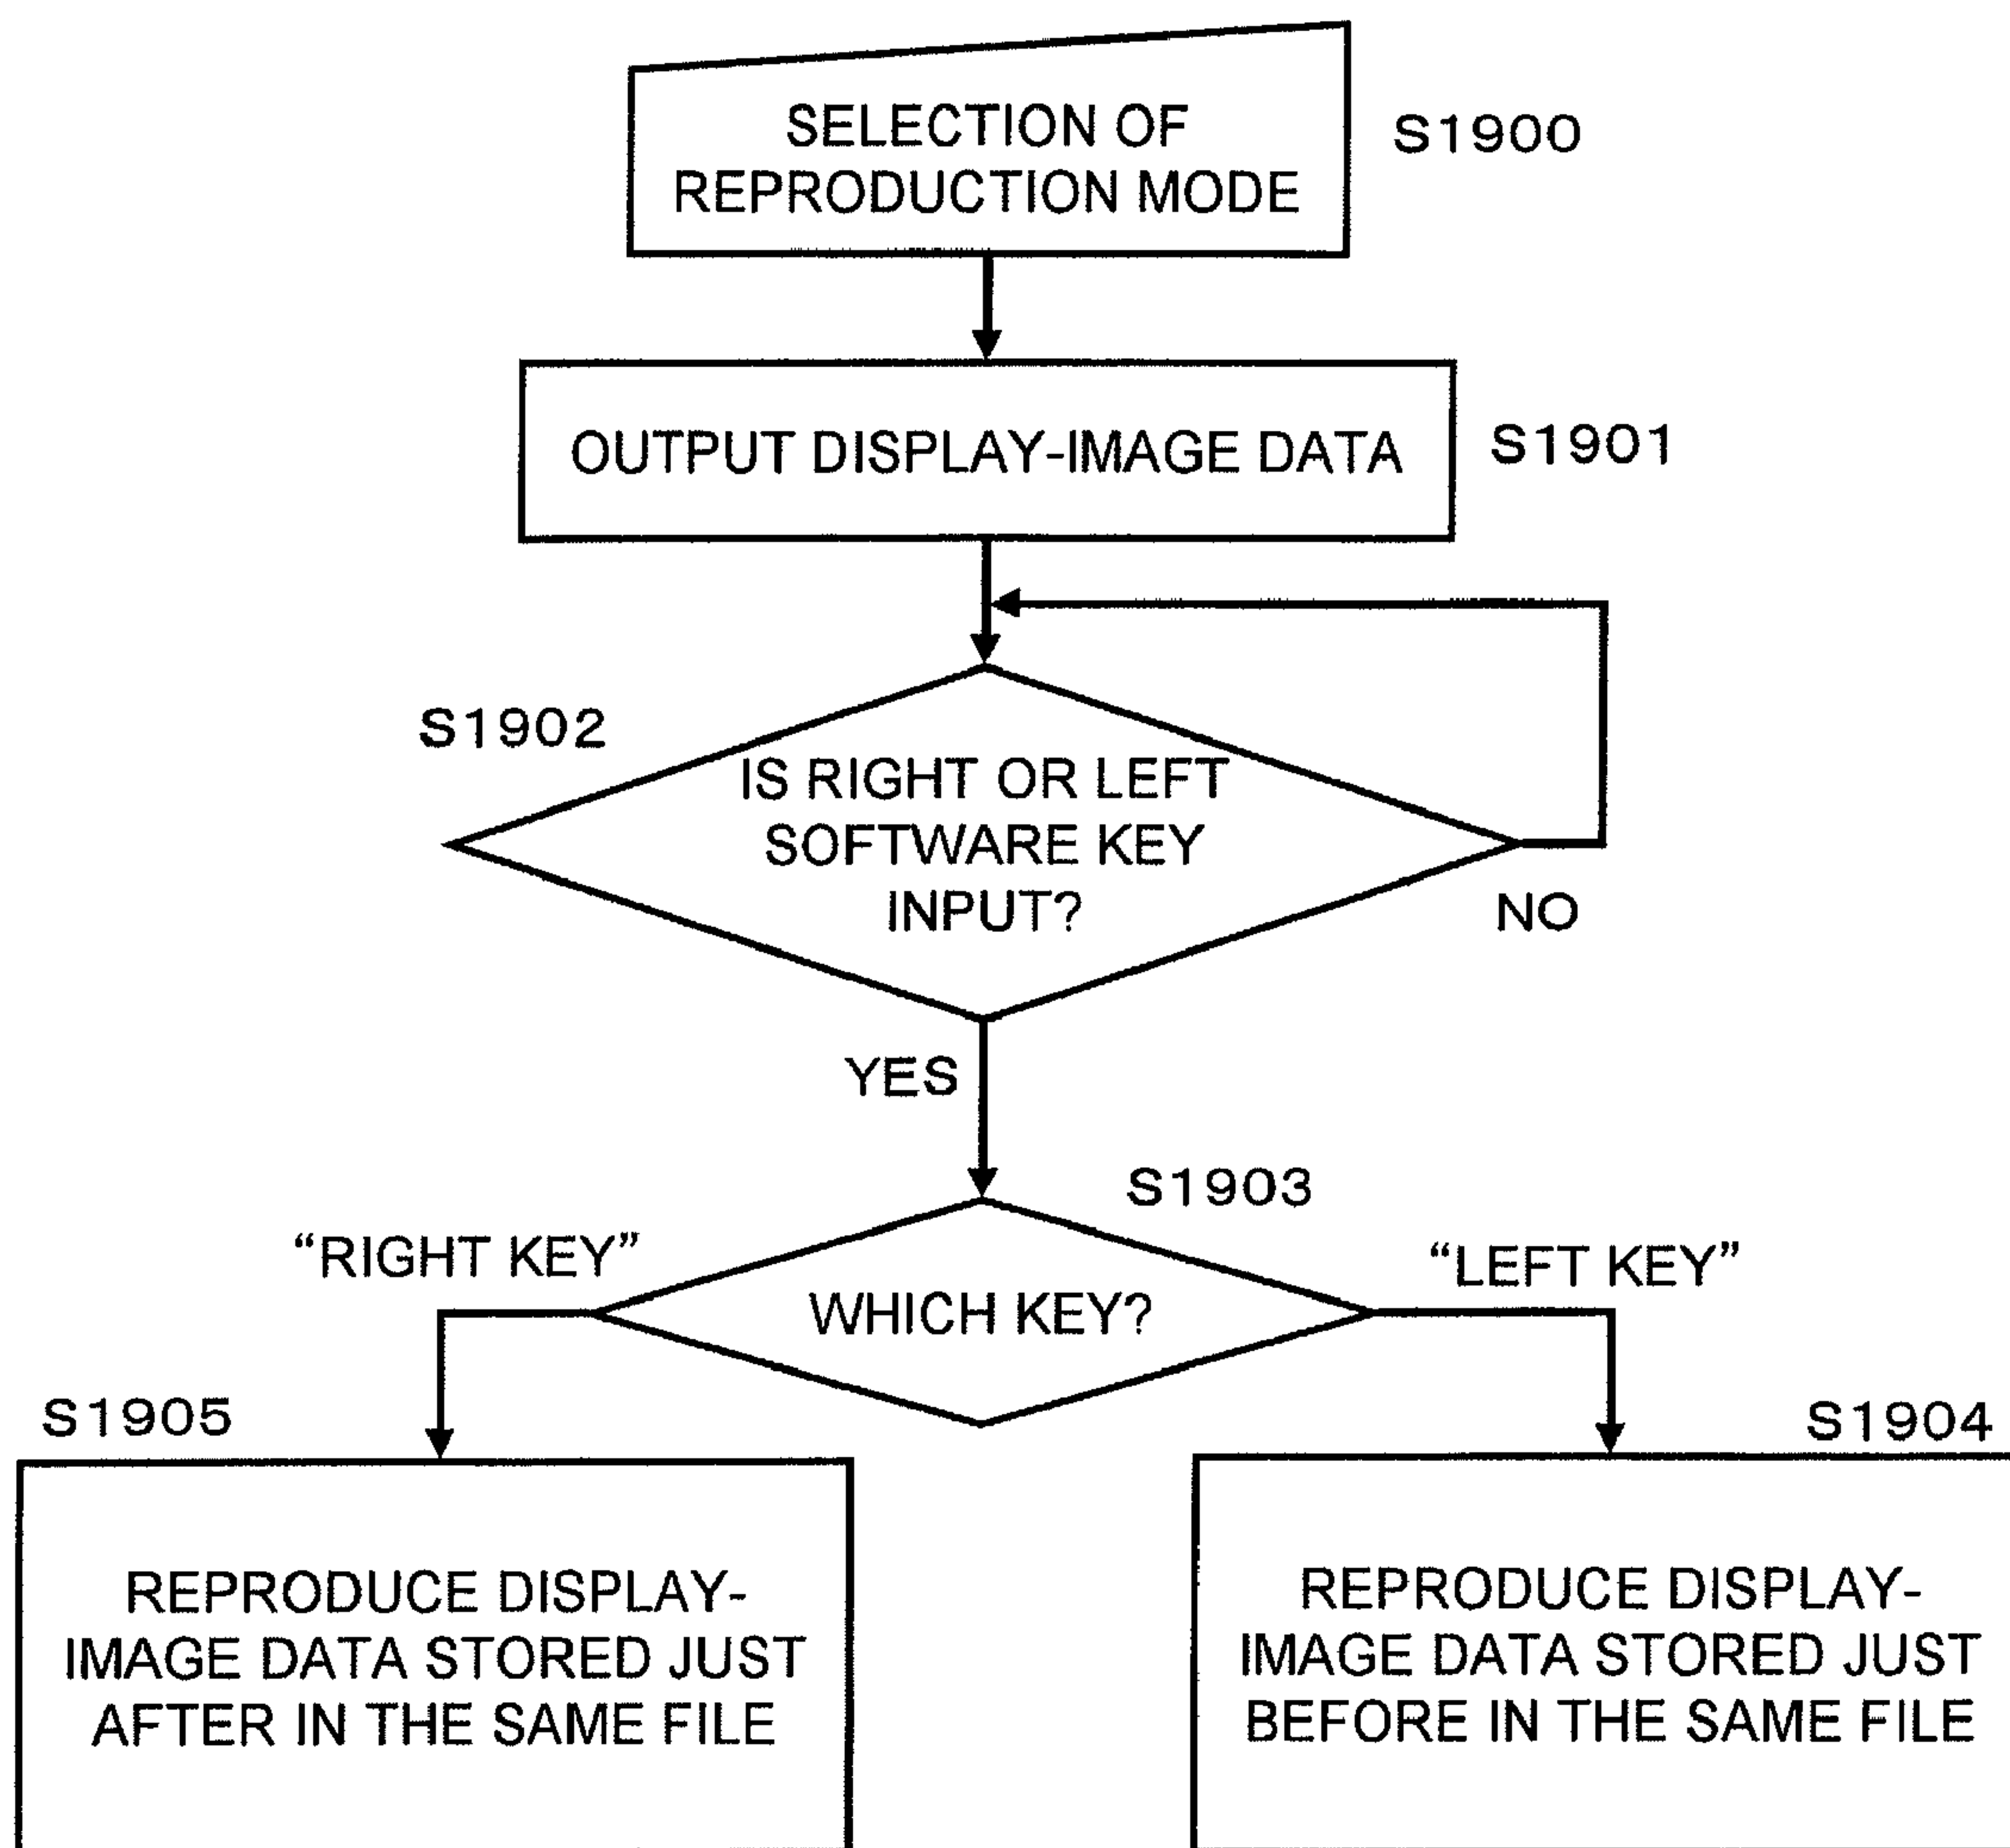 SELECTION OF
REPRODUCTION MODE
S1900
OUTPUT DISPLAY-IMAGE DATA
S1901
S1902
IS RIGHT OR LEFT
SOFTWARE KEY
INPUT?
NO
YES
S1903
“RIGHT KEY”
WHICH KEY?
“LEFT KEY”
S1905
REPRODUCE DISPLAY-
IMAGE DATA STORED JUST
AFTER IN THE SAME FILE
S1904
REPRODUCE DISPLAY-
IMAGE DATA STORED JUST
BEFORE IN THE SAME FILE